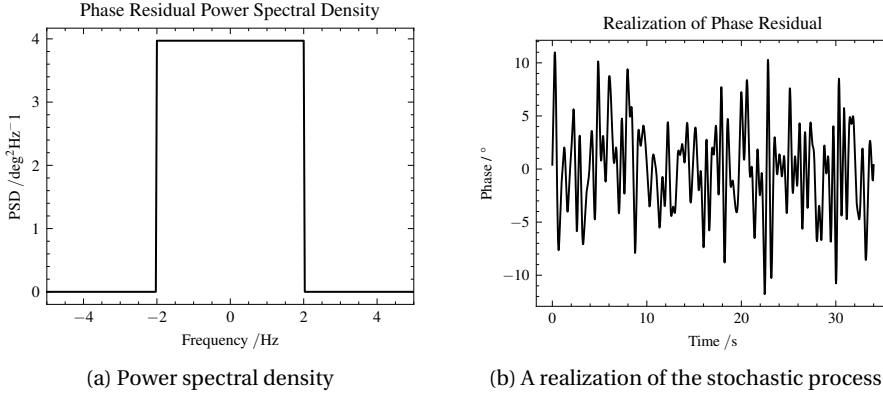 Phase Residual Power Spectral Density
4
3
2
1
0
PSD /deg²Hz−1
−4 −2 0 2 4
Frequency /Hz
(a) Power spectral density
Realization of Phase Residual
10
5
0
−5
−10
Phase /°
0 10 20 30
Time /s
(b) A realization of the stochastic process